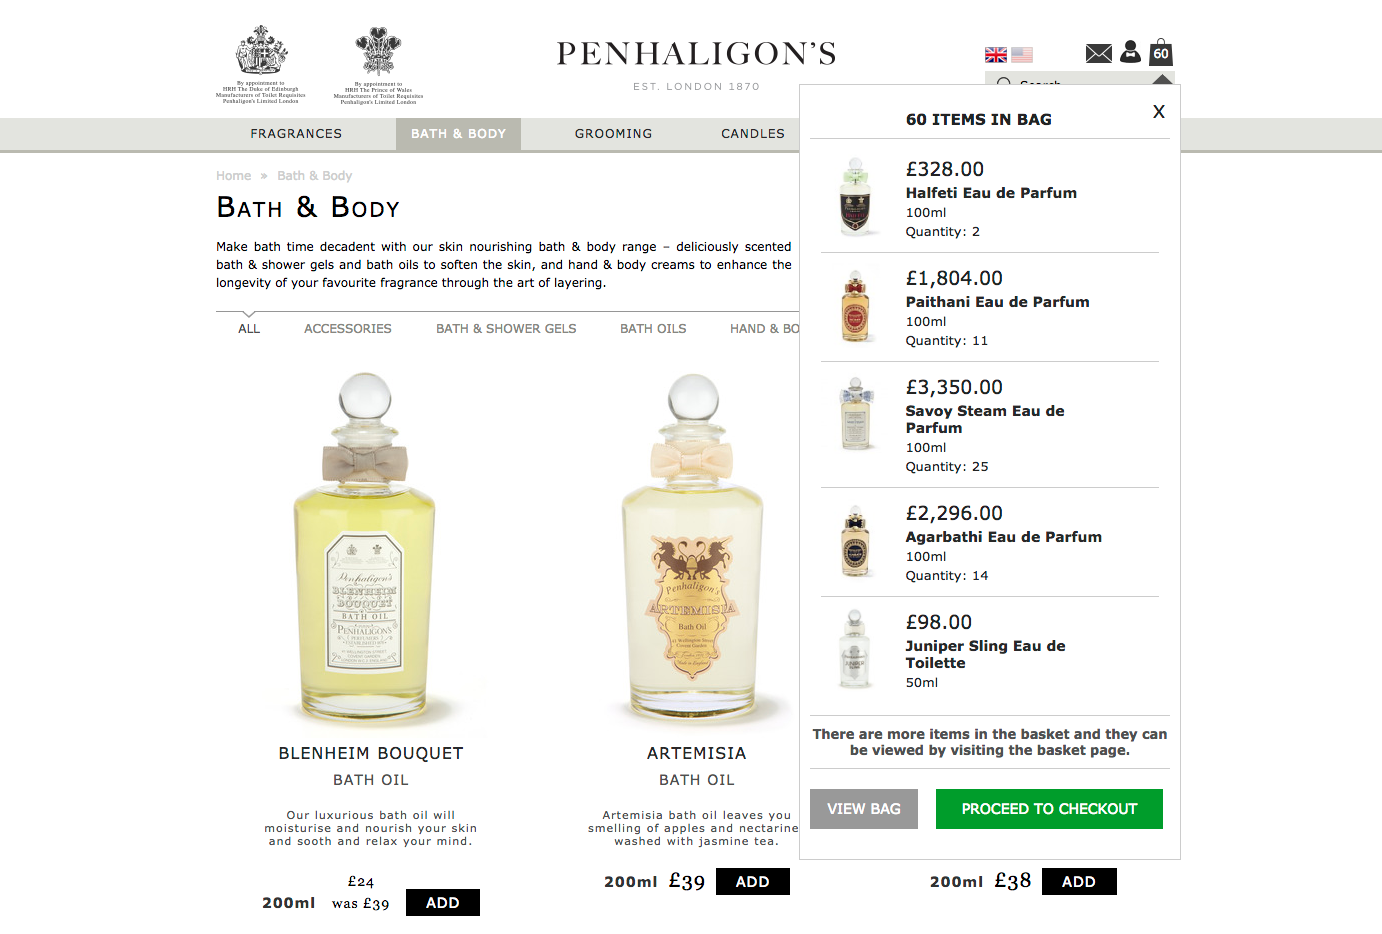 By appointment to
HRH The Duke of Edinburgh
Manufacturers of Toilet Requisites
Penhaligon's Limited London
By appointment to
HRH The Prince of Wales
Manufacturers of Toilet Requisites
Penhaligon's Limited London
PENHALIGON'S
EST. LONDON 1870
60
Search
FRAGRANCES
BATH & BODY
GROOMING
CANDLES
Home » Bath & Body
BATH & BODY
Make bath time decadent with our skin nourishing bath & body range – deliciously scented
bath & shower gels and bath oils to soften the skin, and hand & body creams to enhance the
longevity of your favourite fragrance through the art of layering.
ALL
ACCESSORIES
BATH & SHOWER GELS
BATH OILS
HAND & BO
60 ITEMS IN BAG
X
£328.00
Halfeti Eau de Parfum
100ml
Quantity: 2
£1,804.00
Paithani Eau de Parfum
100ml
Quantity: 11
£3,350.00
Savoy Steam Eau de
Parfum
100ml
Quantity: 25
£2,296.00
Agarbathi Eau de Parfum
100ml
Quantity: 14
£98.00
Juniper Sling Eau de
Toilette
50ml
There are more items in the basket and they can
be viewed by visiting the basket page.
VIEW BAG
PROCEED TO CHECKOUT
Penhaligon's
BLENHEIM
BOUQUET
BATH OIL
PENHALIGON'S
Penhaligon's
ARTEMISIA
Bath Oil
BLENHEIM BOUQUET
BATH OIL
Our luxurious bath oil will
moisturise and nourish your skin
and sooth and relax your mind.
200ml
£24
was £39
ADD
ARTEMISIA
BATH OIL
Artemisia bath oil leaves you
smelling of apples and nectarine
washed with jasmine tea.
200ml £39 ADD
200ml £38 ADD